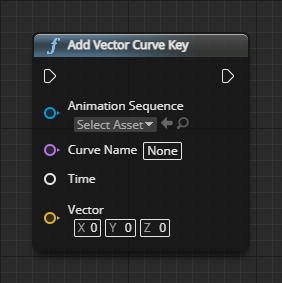 Add Vector Curve Key
Animation Sequence
Select Asset
Curve Name None
Time
Vector
X 0 Y 0 Z 0